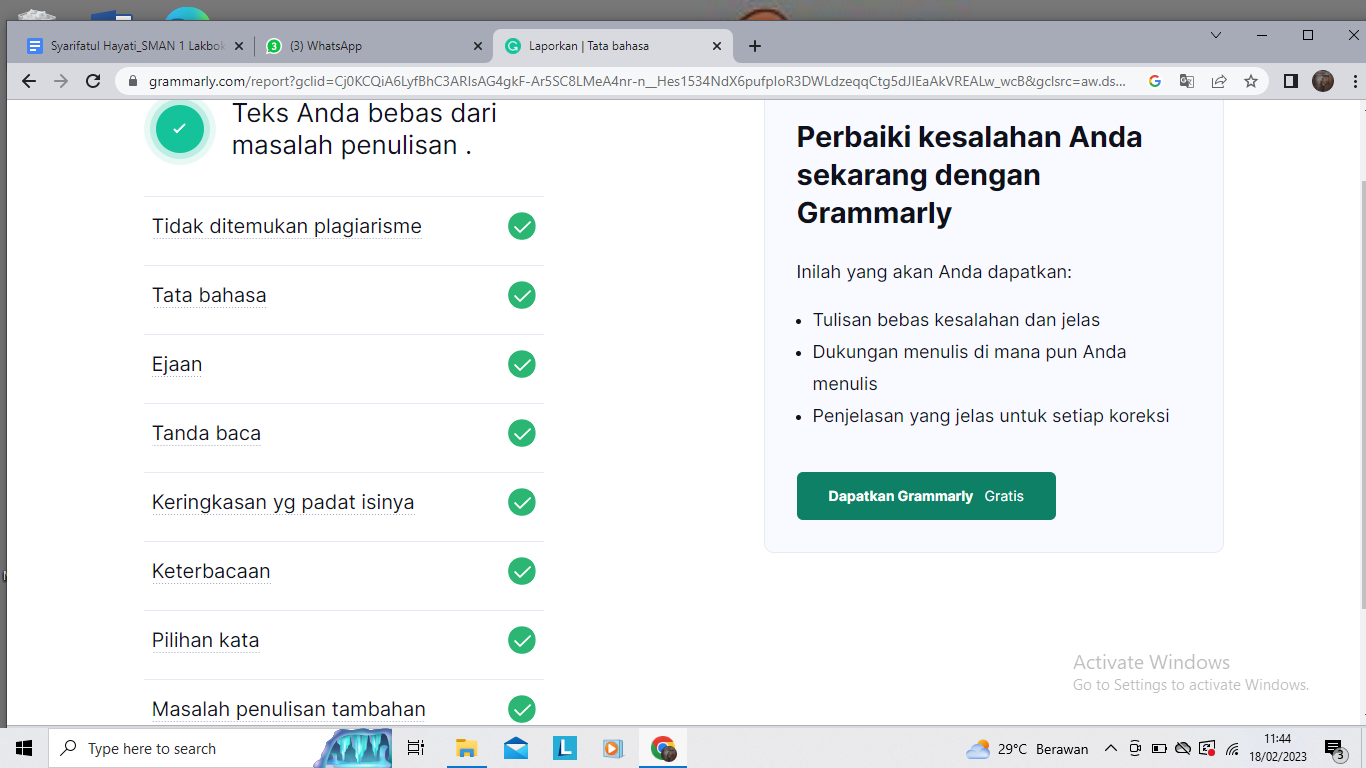 Syarifatul Hayati_SMAN 1 Lakbok
(3) WhatsApp
Laporkan | Tata bahasa
grammarly.com/report?gclid=Cj0KCQiA6LyfBhC3ARIsAG4gkF-Ar5SC8LMeA4nr-n__Hes1534NdX6pufpIoR3DWLdzeqqCtg5dJIEaAkVREALw_wcB&gclsrc=aw.ds...
Teks Anda bebas dari
masalah penulisan .
Tidak ditemukan plagiarisme
Tata bahasa
Ejaan
Tanda baca
Keringkasan yg padat isinya
Keterbacaan
Pilihan kata
Masalah penulisan tambahan
Perbaiki kesalahan Anda
sekarang dengan
Grammarly
Inilah yang akan Anda dapatkan:
Tulisan bebas kesalahan dan jelas
Dukungan menulis di mana pun Anda
menulis
Penjelasan yang jelas untuk setiap koreksi
Dapatkan Grammarly Gratis
Activate Windows
Go to Settings to activate Windows.
Type here to search
29°C Berawan
11:44
18/02/2023
3